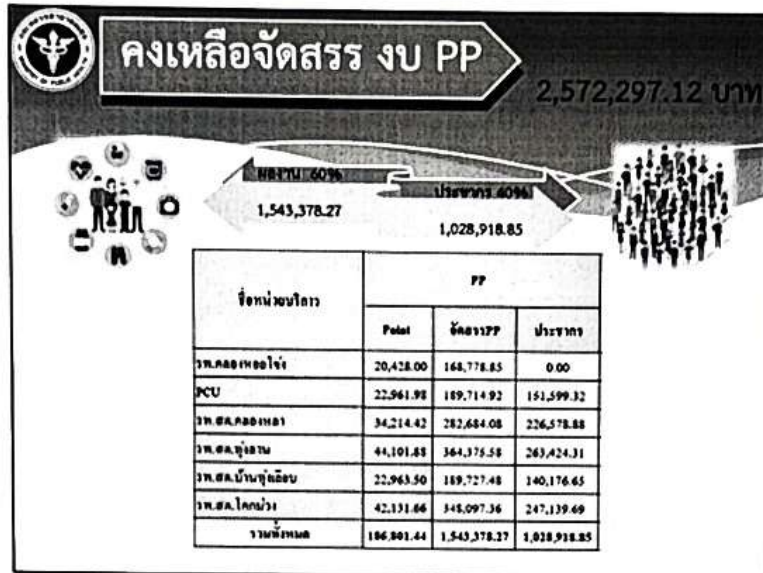 คงเหลือจัดสรร งบ PP
2,572,297.12 บาท
ผลงาน 60%
1,543,378.27
ประชากร 40%
1,028,918.85
ชื่อหน่วยบริการ PP
Point จัดสรรPP ประชากร
รพ.คลองหอยโข่ง 20,428.00 168,778.85 0.00
PCU 22,961.98 189,714.92 151,599.32
รพ.สต.คลองหลา 34,214.42 282,684.08 226,578.88
รพ.สต.ทุ่งลาน 44,101.88 364,375.58 263,424.31
รพ.สต.บ้านทุ่งเลียบ 22,963.50 189,727.48 140,176.65
รพ.สต.โคกม่วง 42,131.66 348,097.36 247,139.69
รวมทั้งหมด 186,801.44 1,543,378.27 1,028,918.85